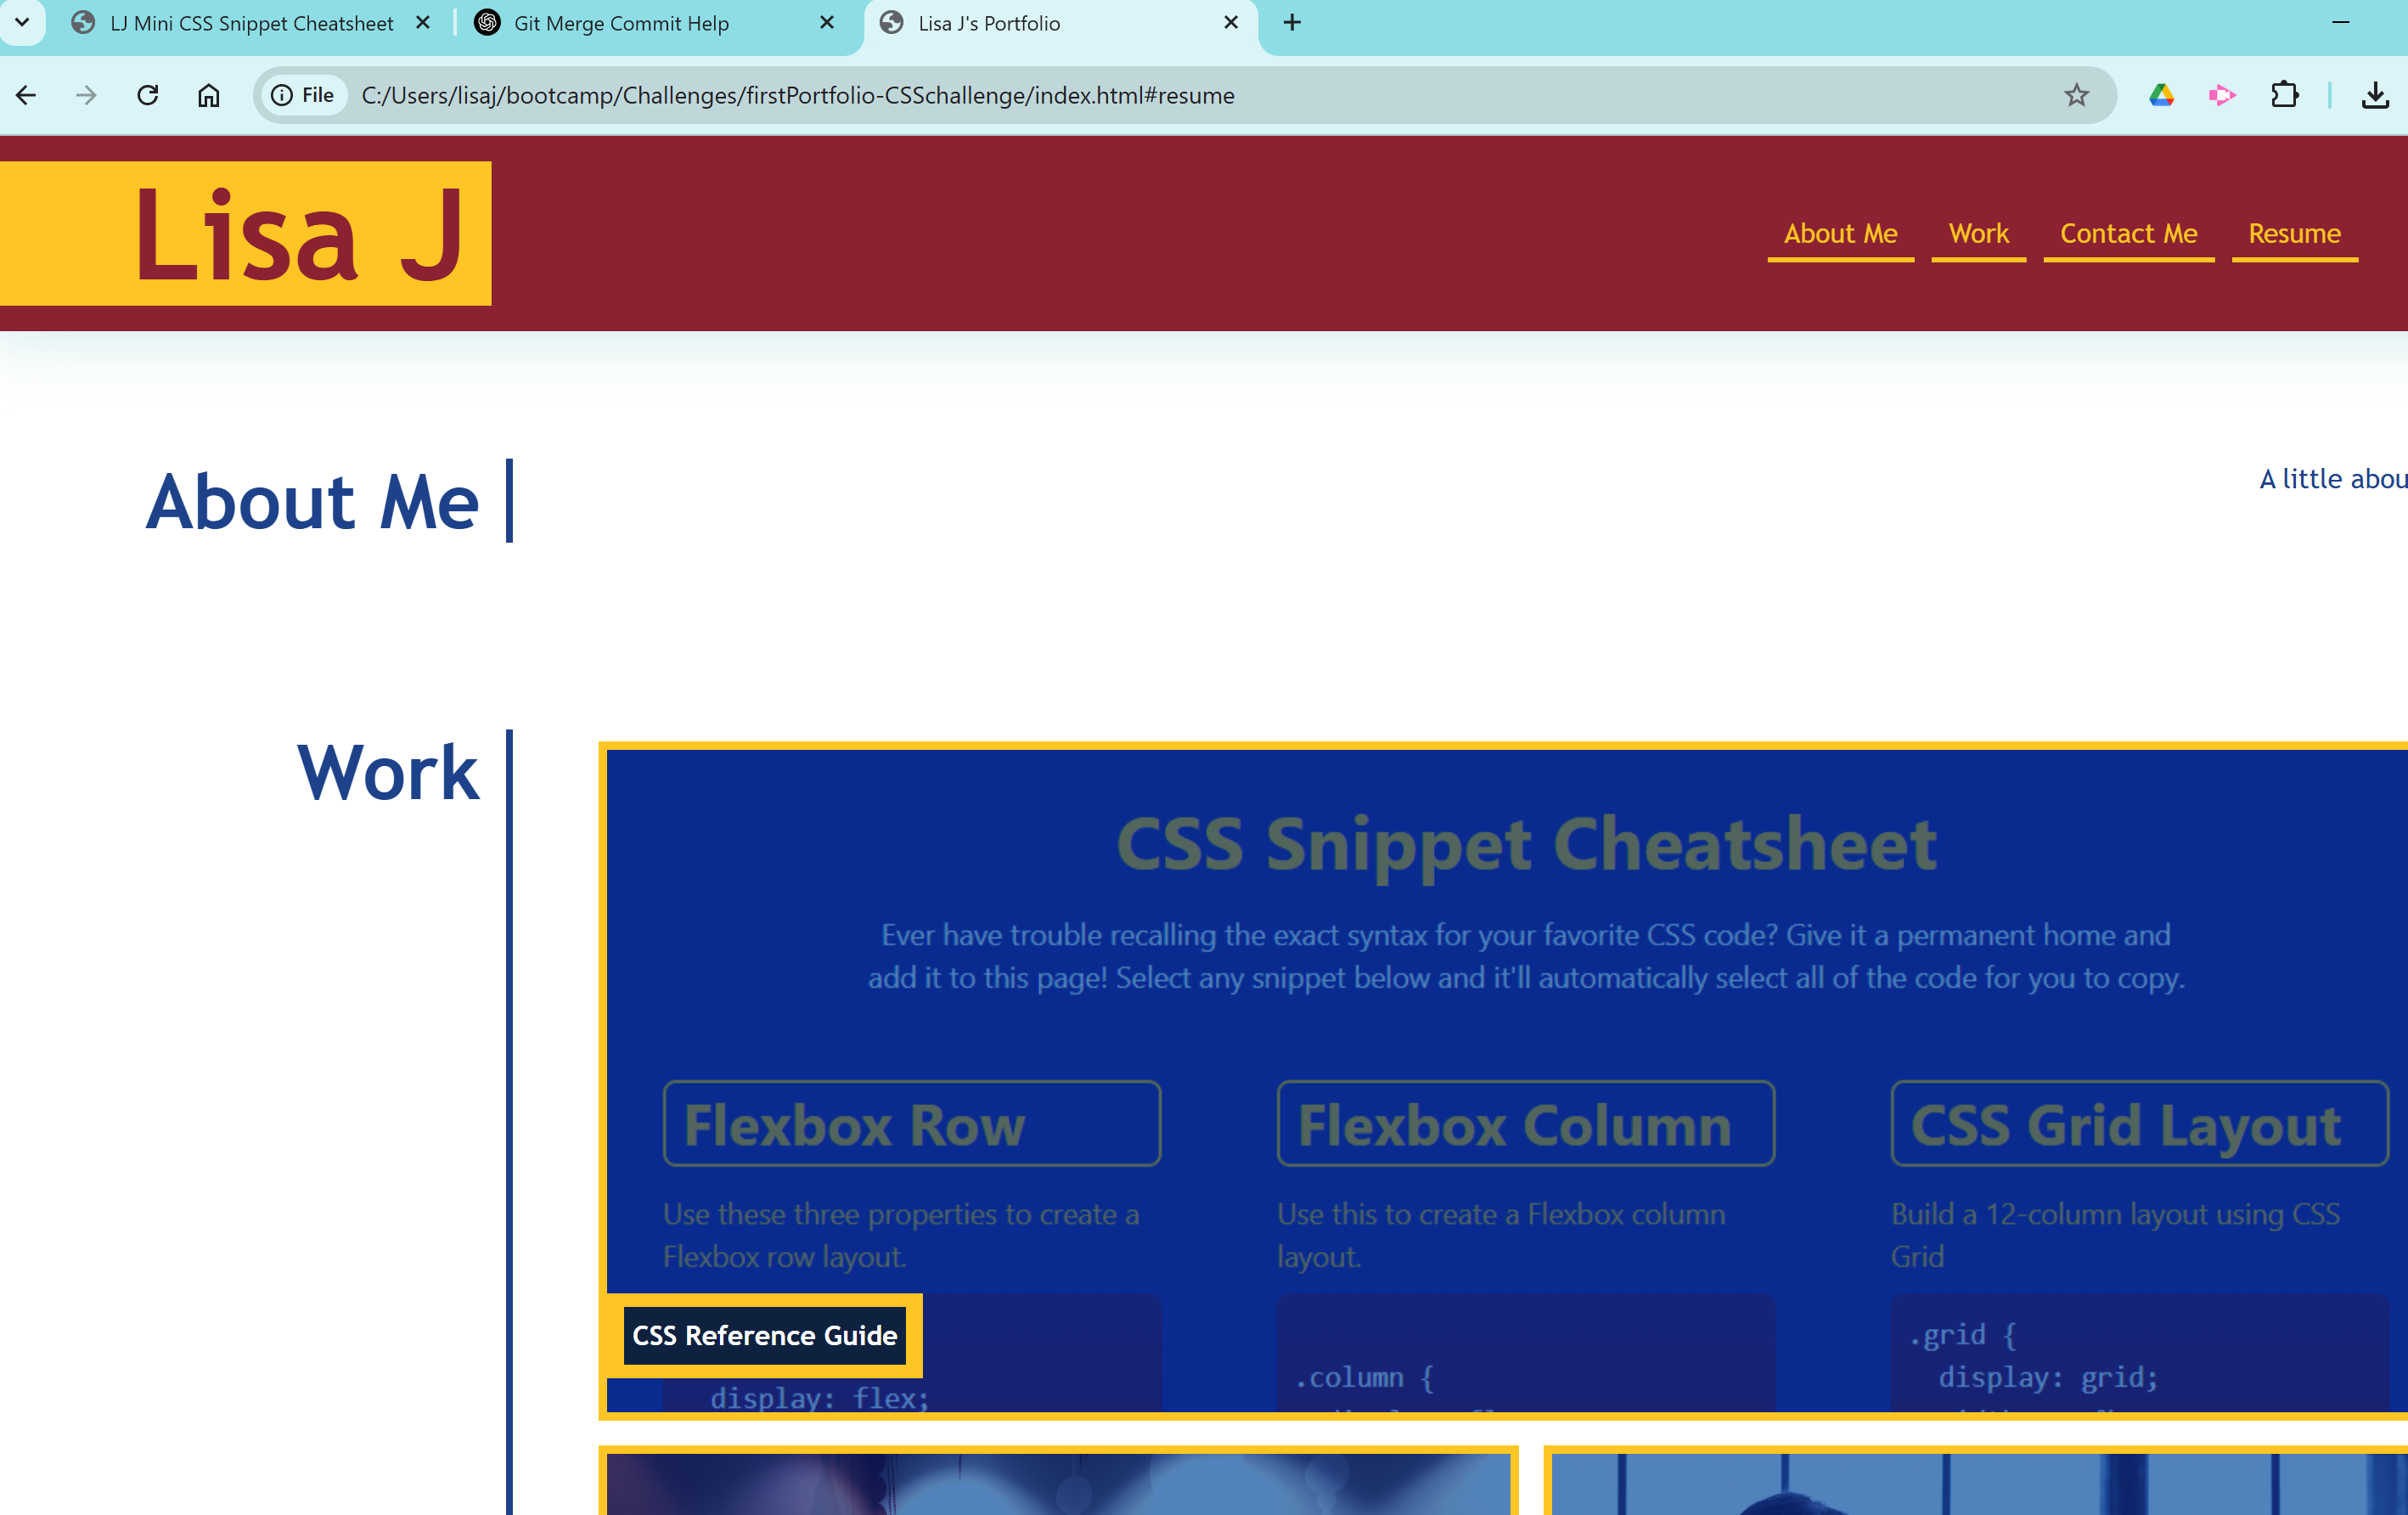 LJ Mini CSS Snippet Cheatsheet
Git Merge Commit Help
Lisa J's Portfolio
File
C:/Users/lisaj/bootcamp/Challenges/firstPortfolio-CSSchallenge/index.html#resume
Lisa J
About Me
Work
Contact Me
Resume
About Me
A little abou
Work
CSS Snippet Cheatsheet
Ever have trouble recalling the exact syntax for your favorite CSS code? Give it a permanent home and
add it to this page! Select any snippet below and it'll automatically select all of the code for you to copy.
Flexbox Row
Use these three properties to create a
Flexbox row layout.
CSS Reference Guide
display: flex;
Flexbox Column
Use this to create a Flexbox column
layout.
.column {
CSS Grid Layout
Build a 12-column layout using CSS
Grid
.grid {
display: grid;